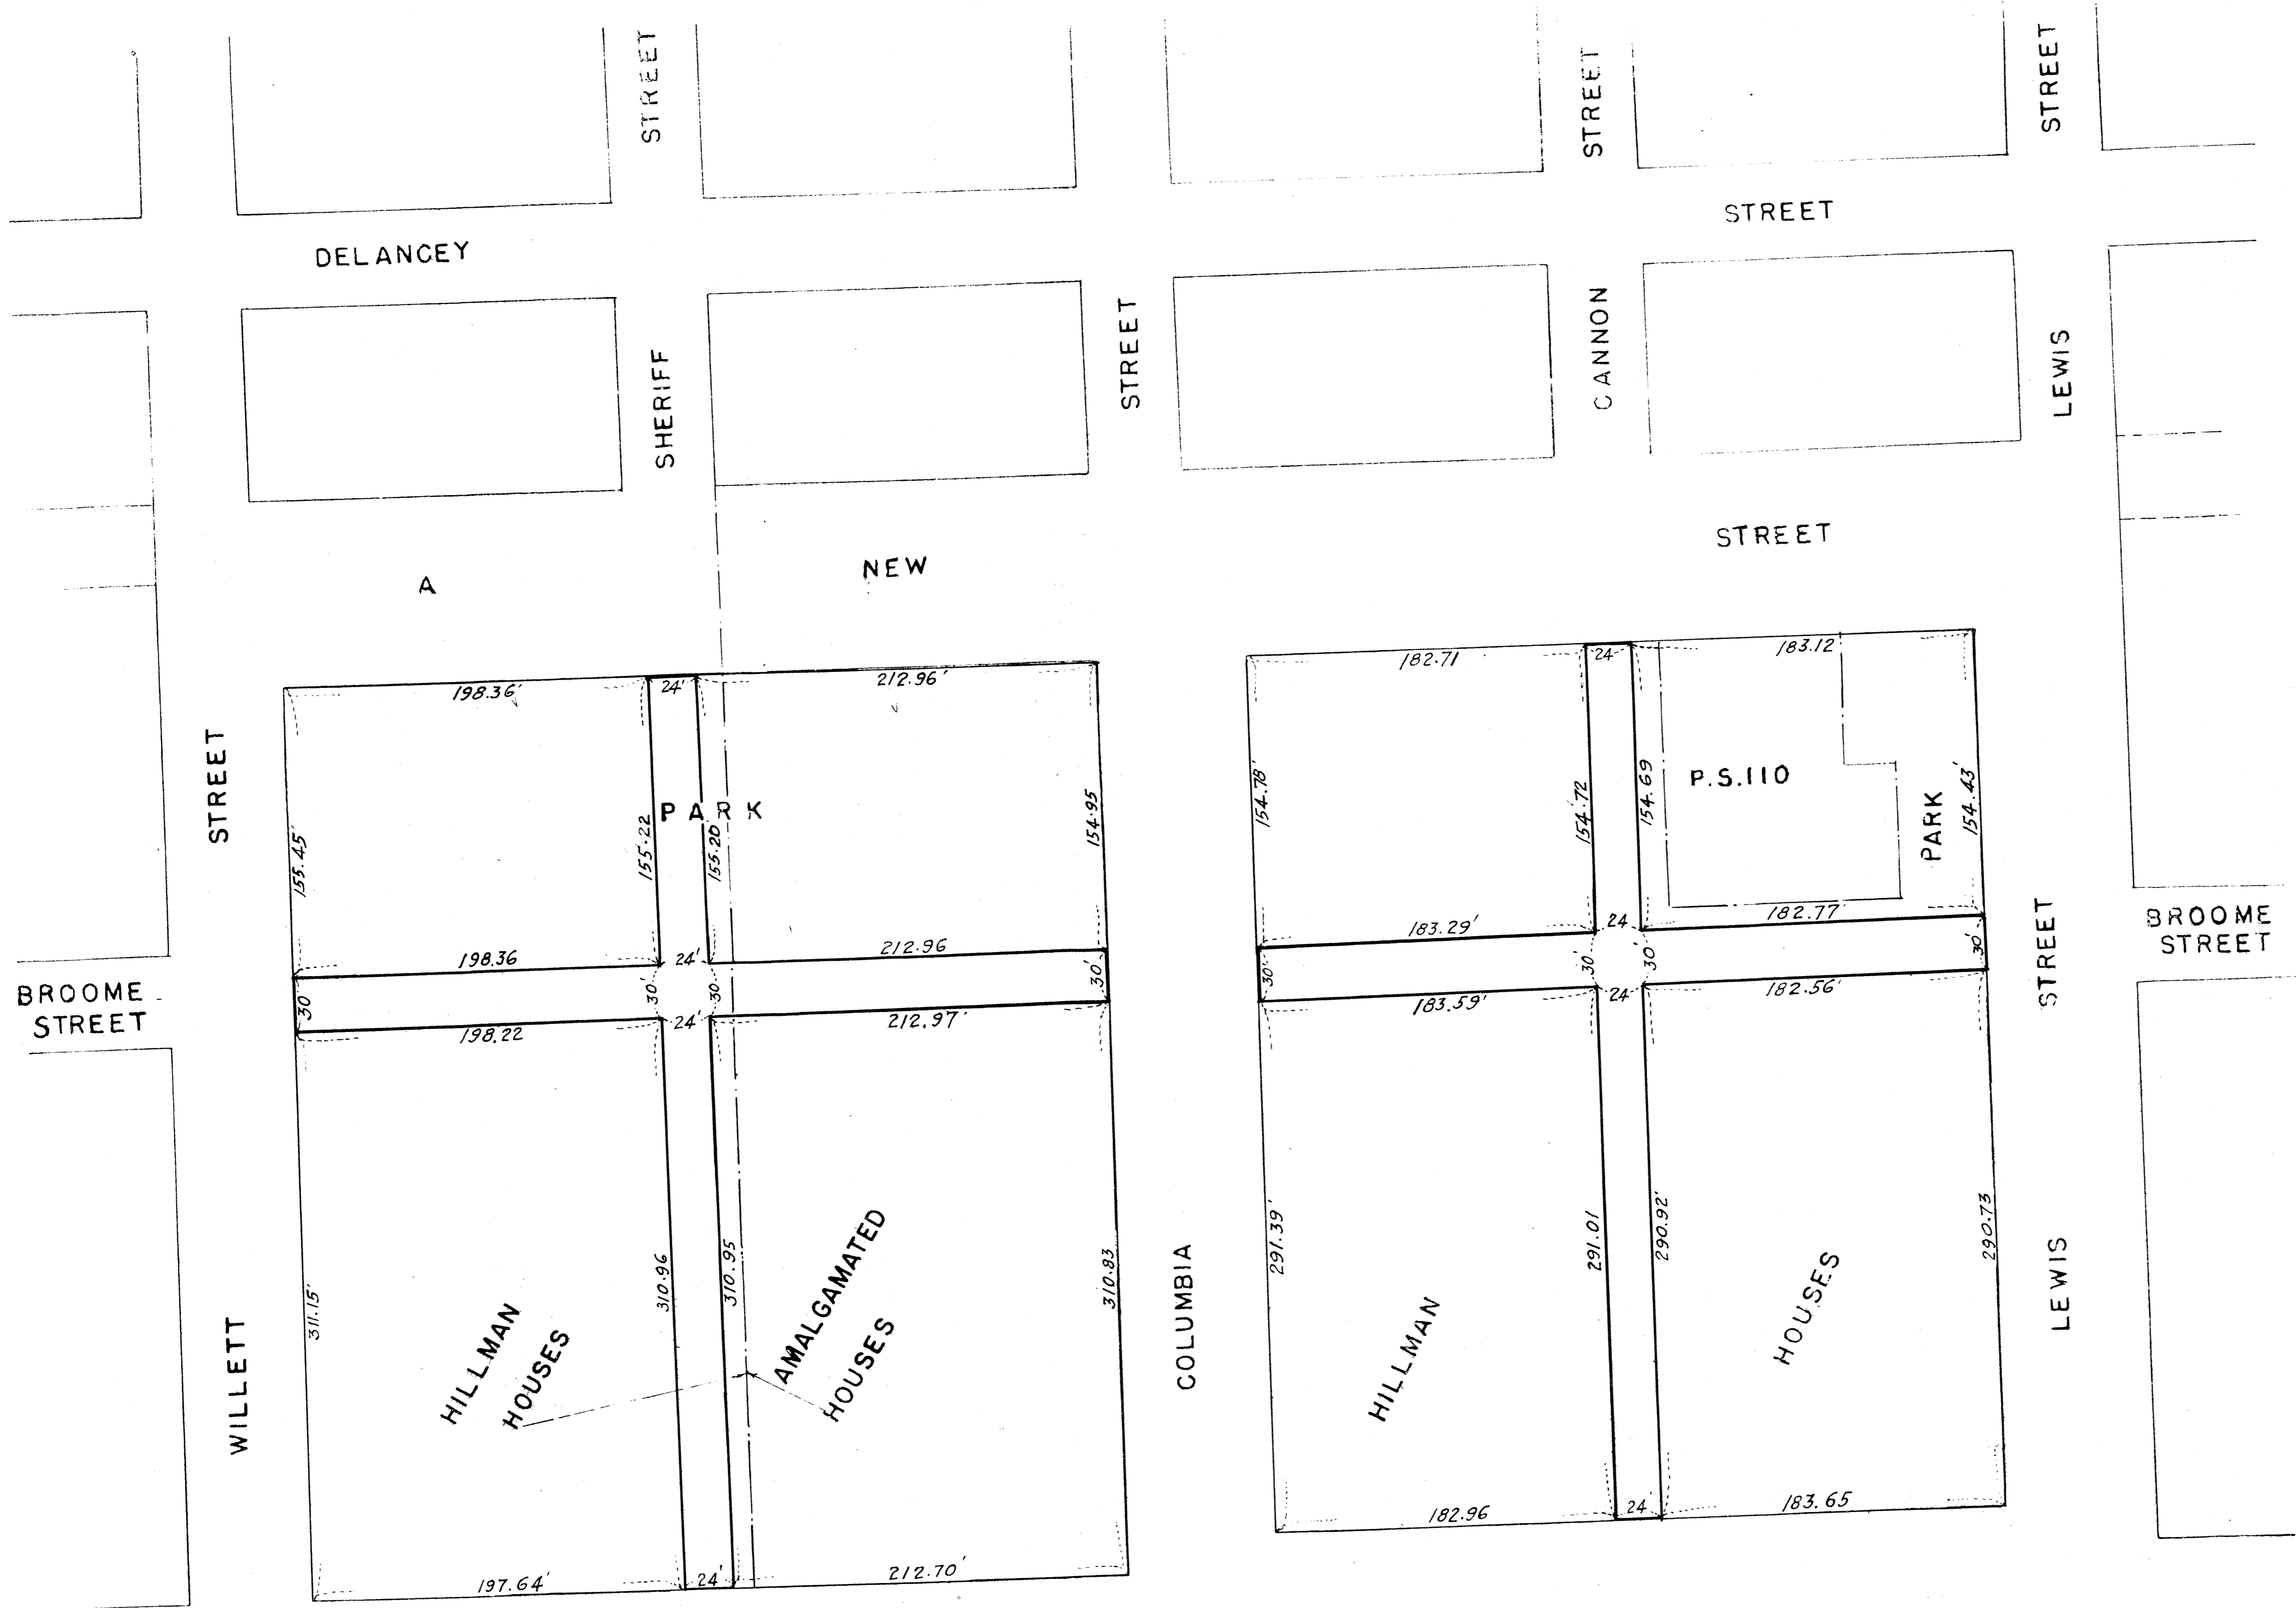 STREET
STREET
STREET
DELANCEY
STREET
SHERIFF
STREET
CANNON
LEWIS
A
NEW
STREET
198.36'
24'
212.96'
182.71
24'
183.12
STREET
155.45'
155.22
PARK
155.20
154.95
154.78'
154.72
154.69
P.S.110
PARK
154.43'
198.36
24'
212.96
183.29'
24
182.77'
BROOME
STREET
30'
30'
30'
30'
30'
30'
30'
30'
BROOME
STREET
STREET
198.22
24'
212.97'
183.59'
24
182.56'
WILLETT
311.15'
HILLMAN
HOUSES
310.96
310.95
AMALGAMATED
HOUSES
310.83
COLUMBIA
291.39'
HILLMAN
291.01
290.92'
HOUSES
290.73
LEWIS
197.64'
24'
212.70'
182.96
24'
183.65